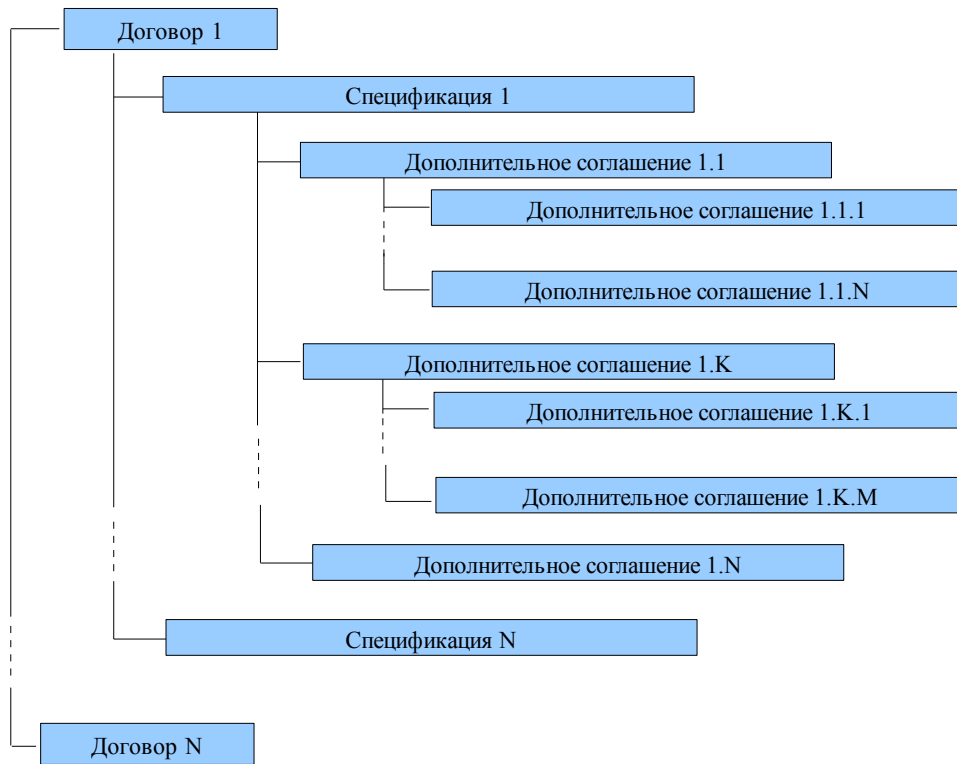 Договор 1
Спецификация 1
Дополнительное соглашение 1.1
Дополнительное соглашение 1.1.1
Дополнительное соглашение 1.1.N
Дополнительное соглашение 1.K
Дополнительное соглашение 1.K.1
Дополнительное соглашение 1.K.M
Дополнительное соглашение 1.N
Спецификация N
Договор N